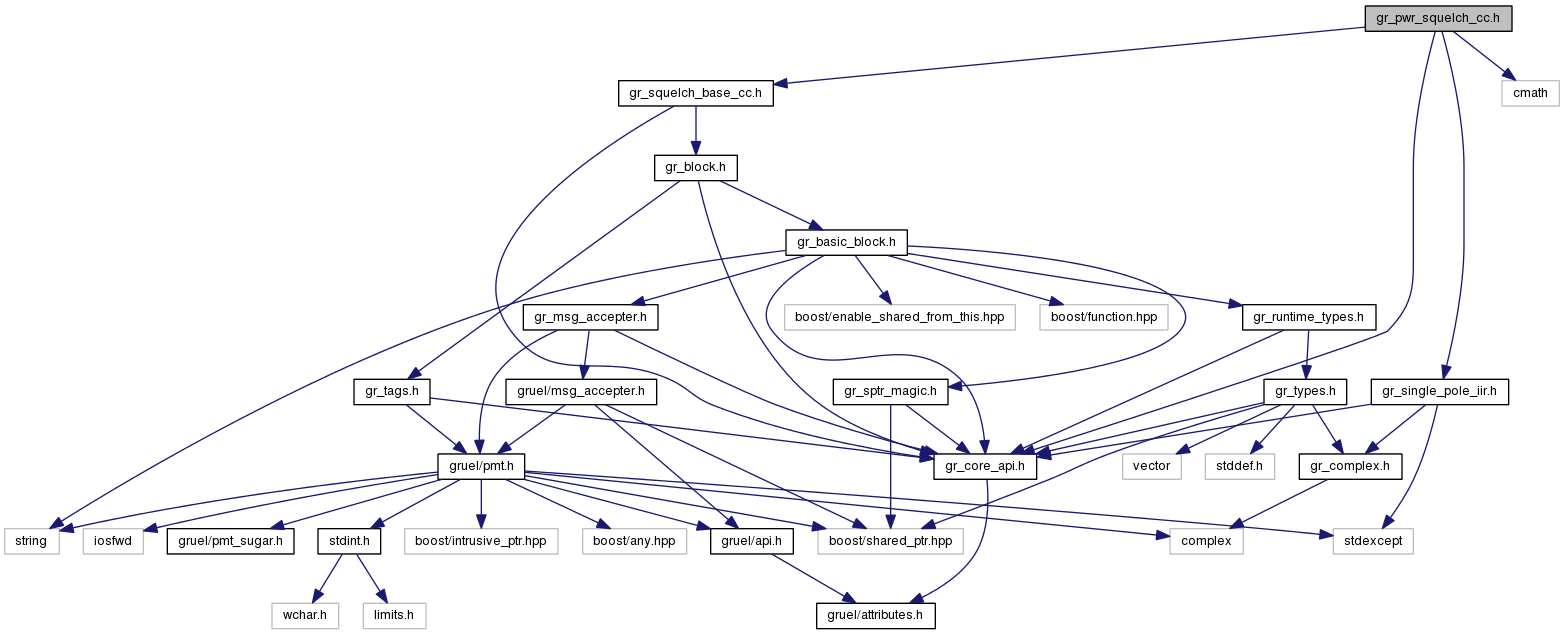 gr_pwr_squelch_cc.h
gr_squelch_base_cc.h
cmath
gr_block.h
gr_basic_block.h
gr_msg_accepter.h
boost/enable_shared_from_this.hpp
boost/function.hpp
gr_runtime_types.h
gr_tags.h
gruel/msg_accepter.h
gr_sptr_magic.h
gr_types.h
gr_single_pole_iir.h
gruel/pmt.h
gr_core_api.h
vector
stddef.h
gr_complex.h
string
iosfwd
gruel/pmt_sugar.h
stdint.h
boost/intrusive_ptr.hpp
boost/any.hpp
gruel/api.h
boost/shared_ptr.hpp
complex
stdexcept
wchar.h
limits.h
gruel/attributes.h